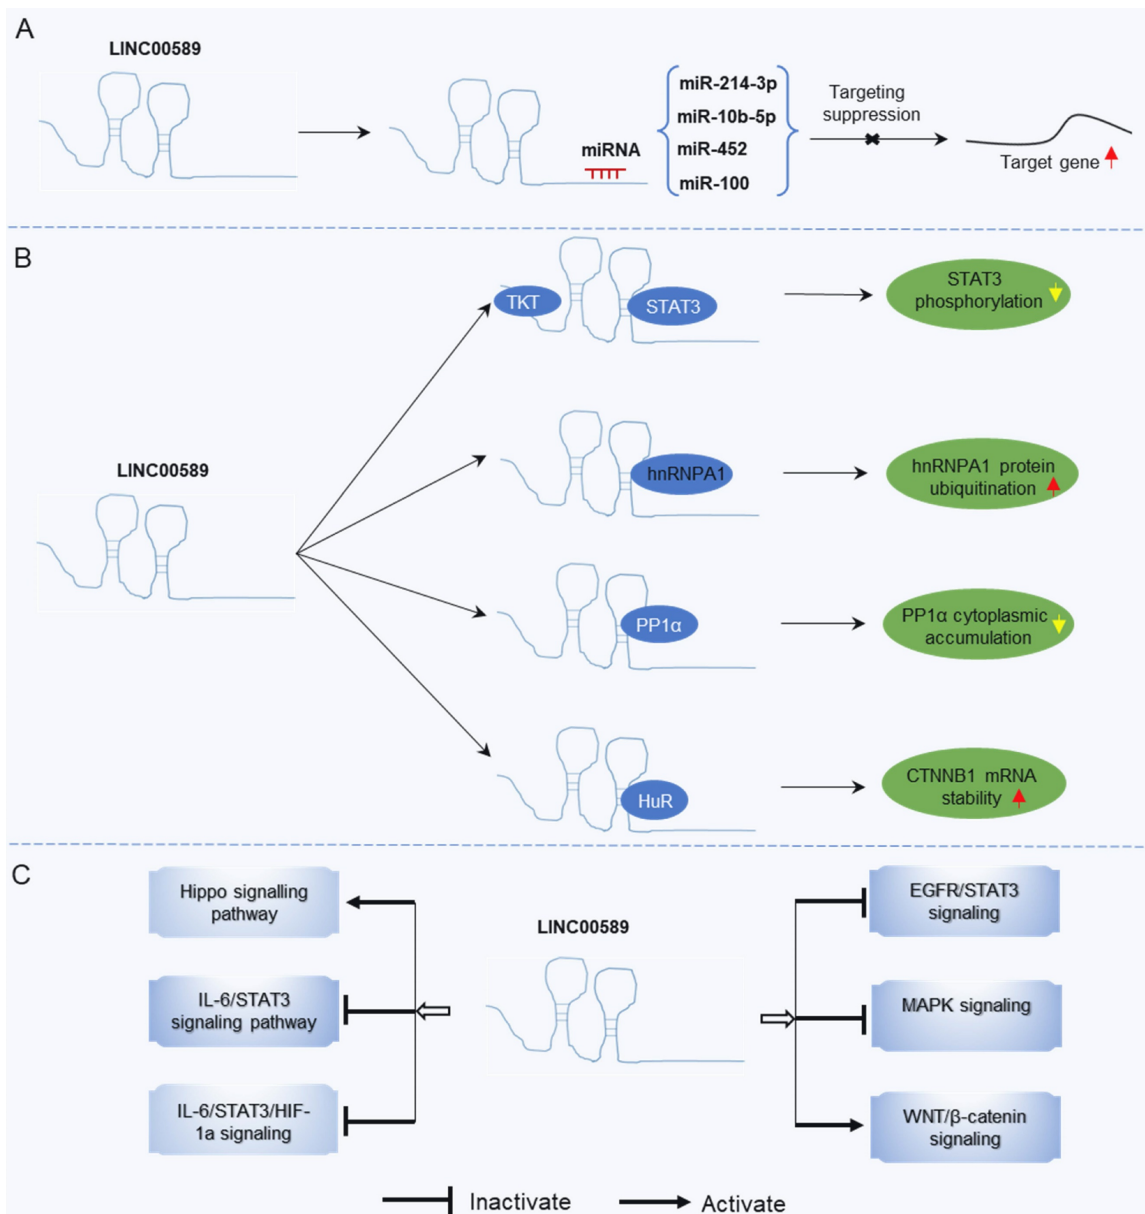 A
LINC00589
miRNA
miR-214-3p
miR-10b-5p
miR-452
miR-100
Targeting
suppression
Target gene
B
LINC00589
TKT
STAT3
STAT3
phosphorylation
hnRNPA1
hnRNPA1 protein
ubiquitination
PP1α
PP1α cytoplasmic
accumulation
HuR
CTNNB1 mRNA
stability
C
Hippo signalling
pathway
IL-6/STAT3
signaling pathway
IL-6/STAT3/HIF-
1a signaling
LINC00589
EGFR/STAT3
signaling
MAPK signaling
WNT/β-catenin
signaling
Inactivate
Activate